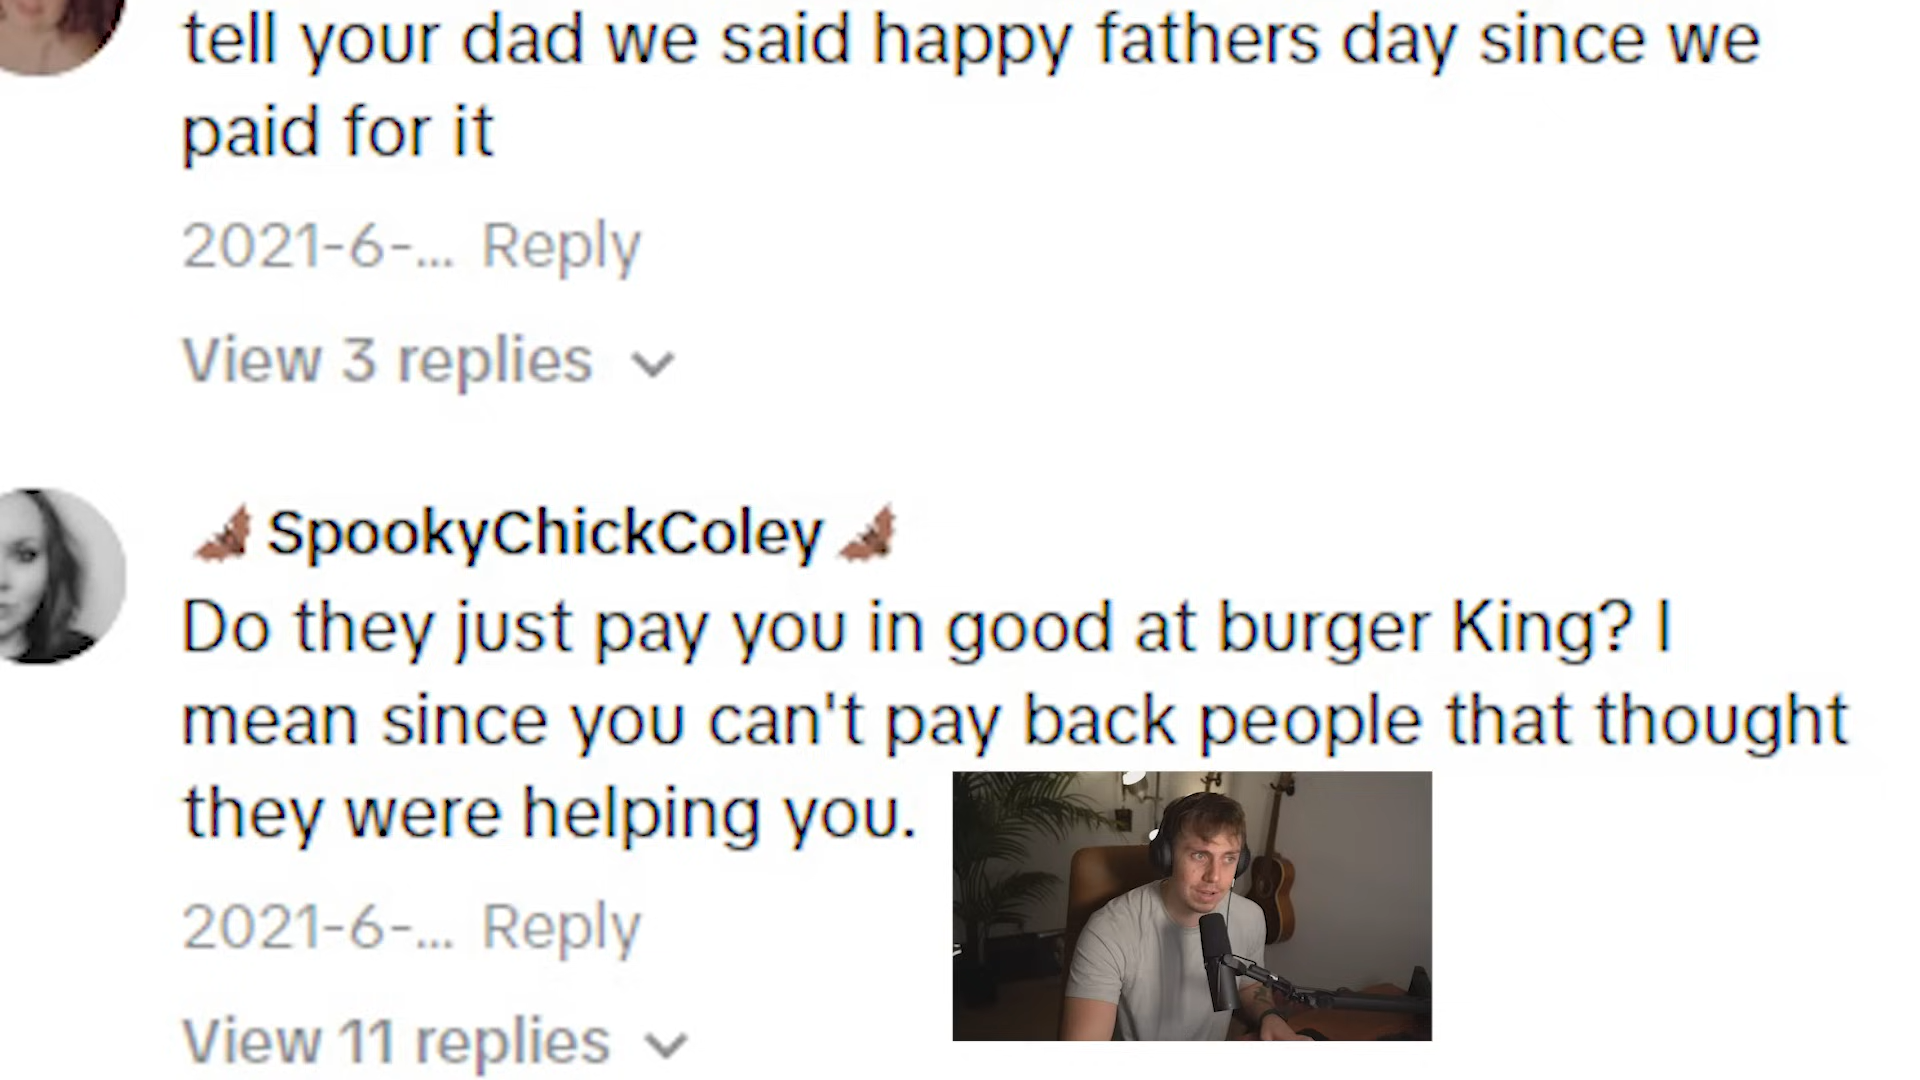 tell your dad we said happy fathers day since we
paid for it
2021-6-... Reply
View 3 replies
SpookyChickColey
Do they just pay you in good at burger King? I
mean since you can't pay back people that thought
they were helping you.
2021-6-... Reply
View 11 replies